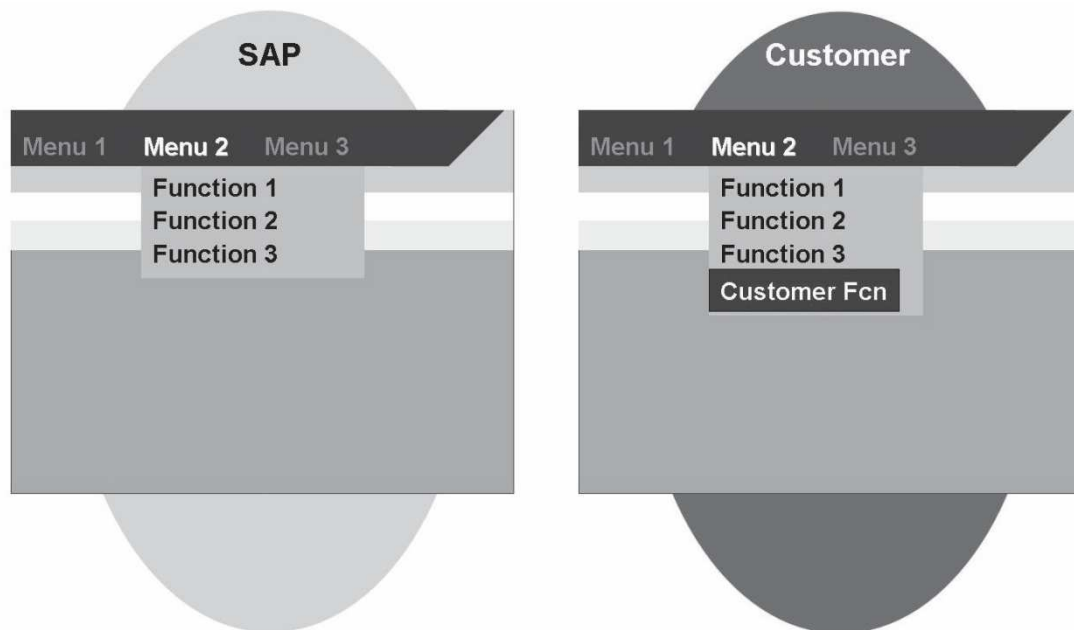 SAP
Menu 1 Menu 2 Menu 3
Function 1
Function 2
Function 3
Customer
Menu 1 Menu 2 Menu 3
Function 1
Function 2
Function 3
Customer Fcn